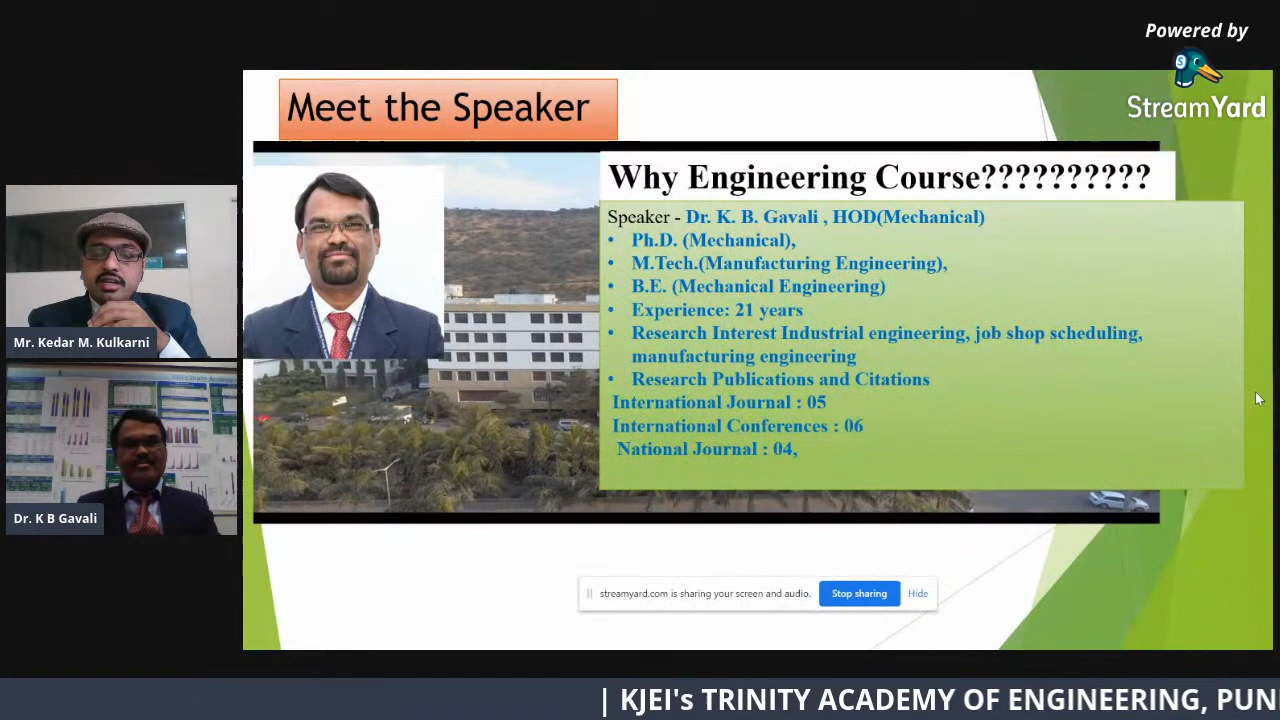 Powered by
StreamYard
Meet the Speaker
Why Engineering Course??????????
Speaker - Dr. K. B. Gavali , HOD(Mechanical)
• Ph.D. (Mechanical),
• M.Tech.(Manufacturing Engineering),
• B.E. (Mechanical Engineering)
• Experience: 21 years
• Research Interest Industrial engineering, job shop scheduling,
manufacturing engineering
• Research Publications and Citations
International Journal : 05
International Conferences : 06
National Journal : 04,
Mr. Kedar M. Kulkarni
Dr. K B Gavali
streamyard.com is sharing your screen and audio.
Stop sharing
Hide
| KJEI's TRINITY ACADEMY OF ENGINEERING, PUN